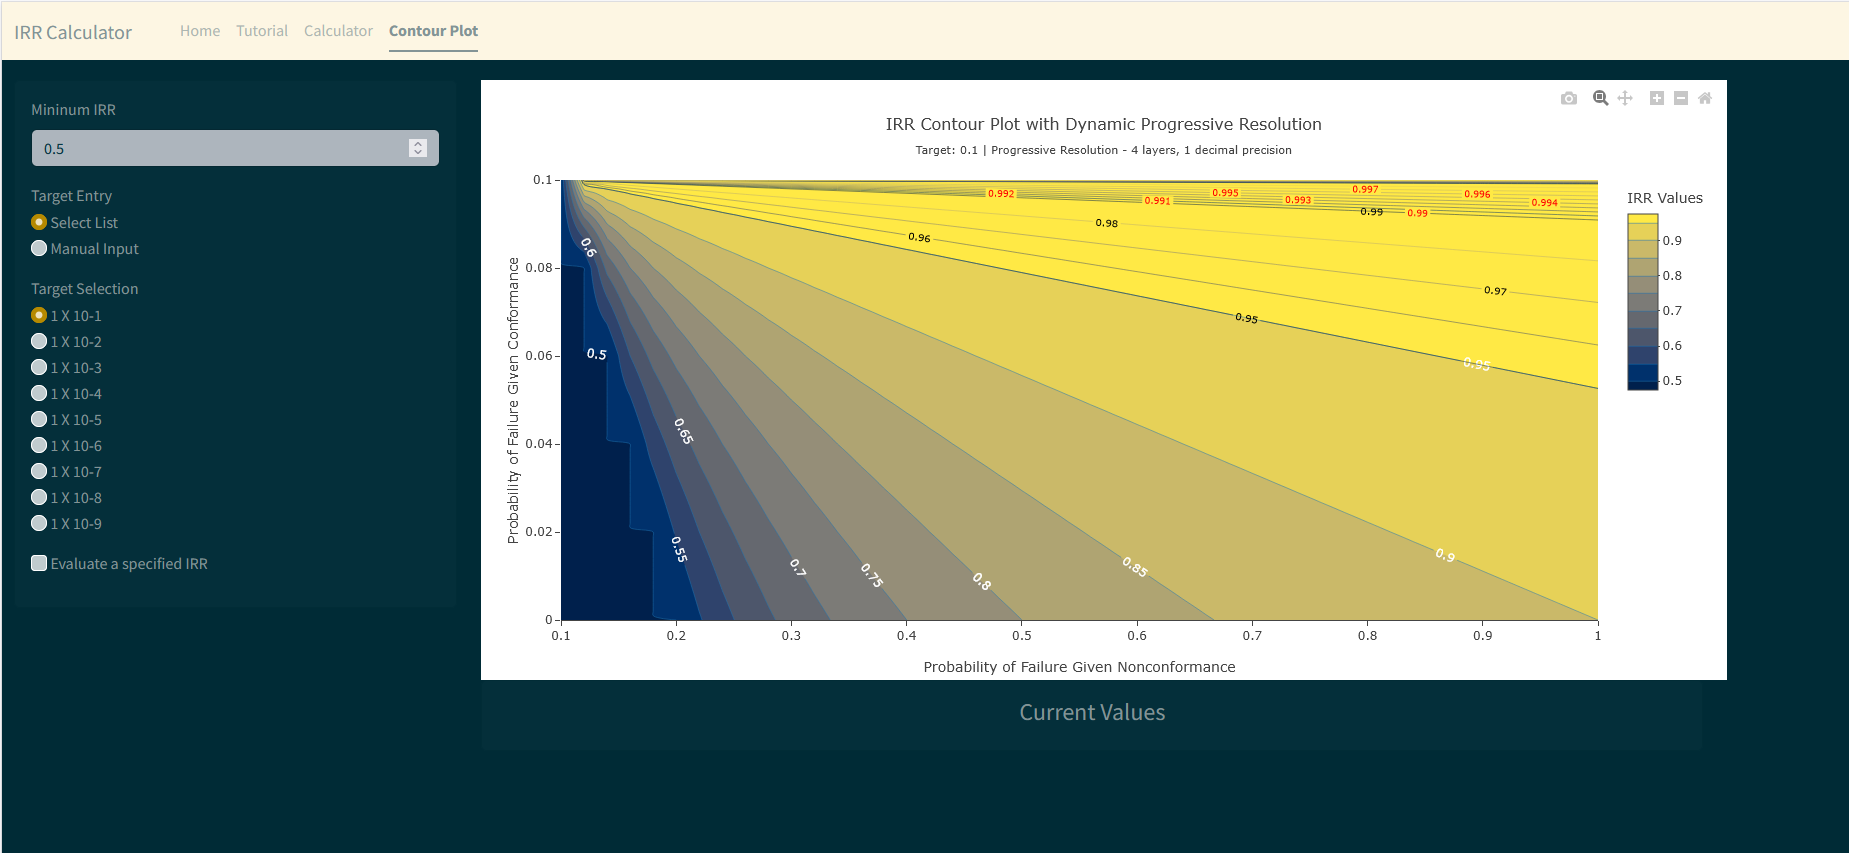 IRR Calculator Home Tutorial Calculator Contour Plot
Mininum IRR
0.5
Target Entry
Select List
Manual Input
Target Selection
1 X 10-1
1 X 10-2
1 X 10-3
1 X 10-4
1 X 10-5
1 X 10-6
1 X 10-7
1 X 10-8
1 X 10-9
Evaluate a specified IRR
IRR Contour Plot with Dynamic Progressive Resolution
Target: 0.1 | Progressive Resolution - 4 layers, 1 decimal precision
Probability of Failure Given Conformance
0.1
0.08
0.06
0.04
0.02
0
0.997
0.992 0.995 0.996
0.991 0.993 0.994
0.99 0.99
0.98
0.96
0.6
0.97
0.95
0.5
0.95
0.65
0.55
0.9
0.7 0.75 0.8 0.85
0.1 0.2 0.3 0.4 0.5 0.6 0.7 0.8 0.9 1
Probability of Failure Given Nonconformance
IRR Values
0.9
0.8
0.7
0.6
0.5
Current Values